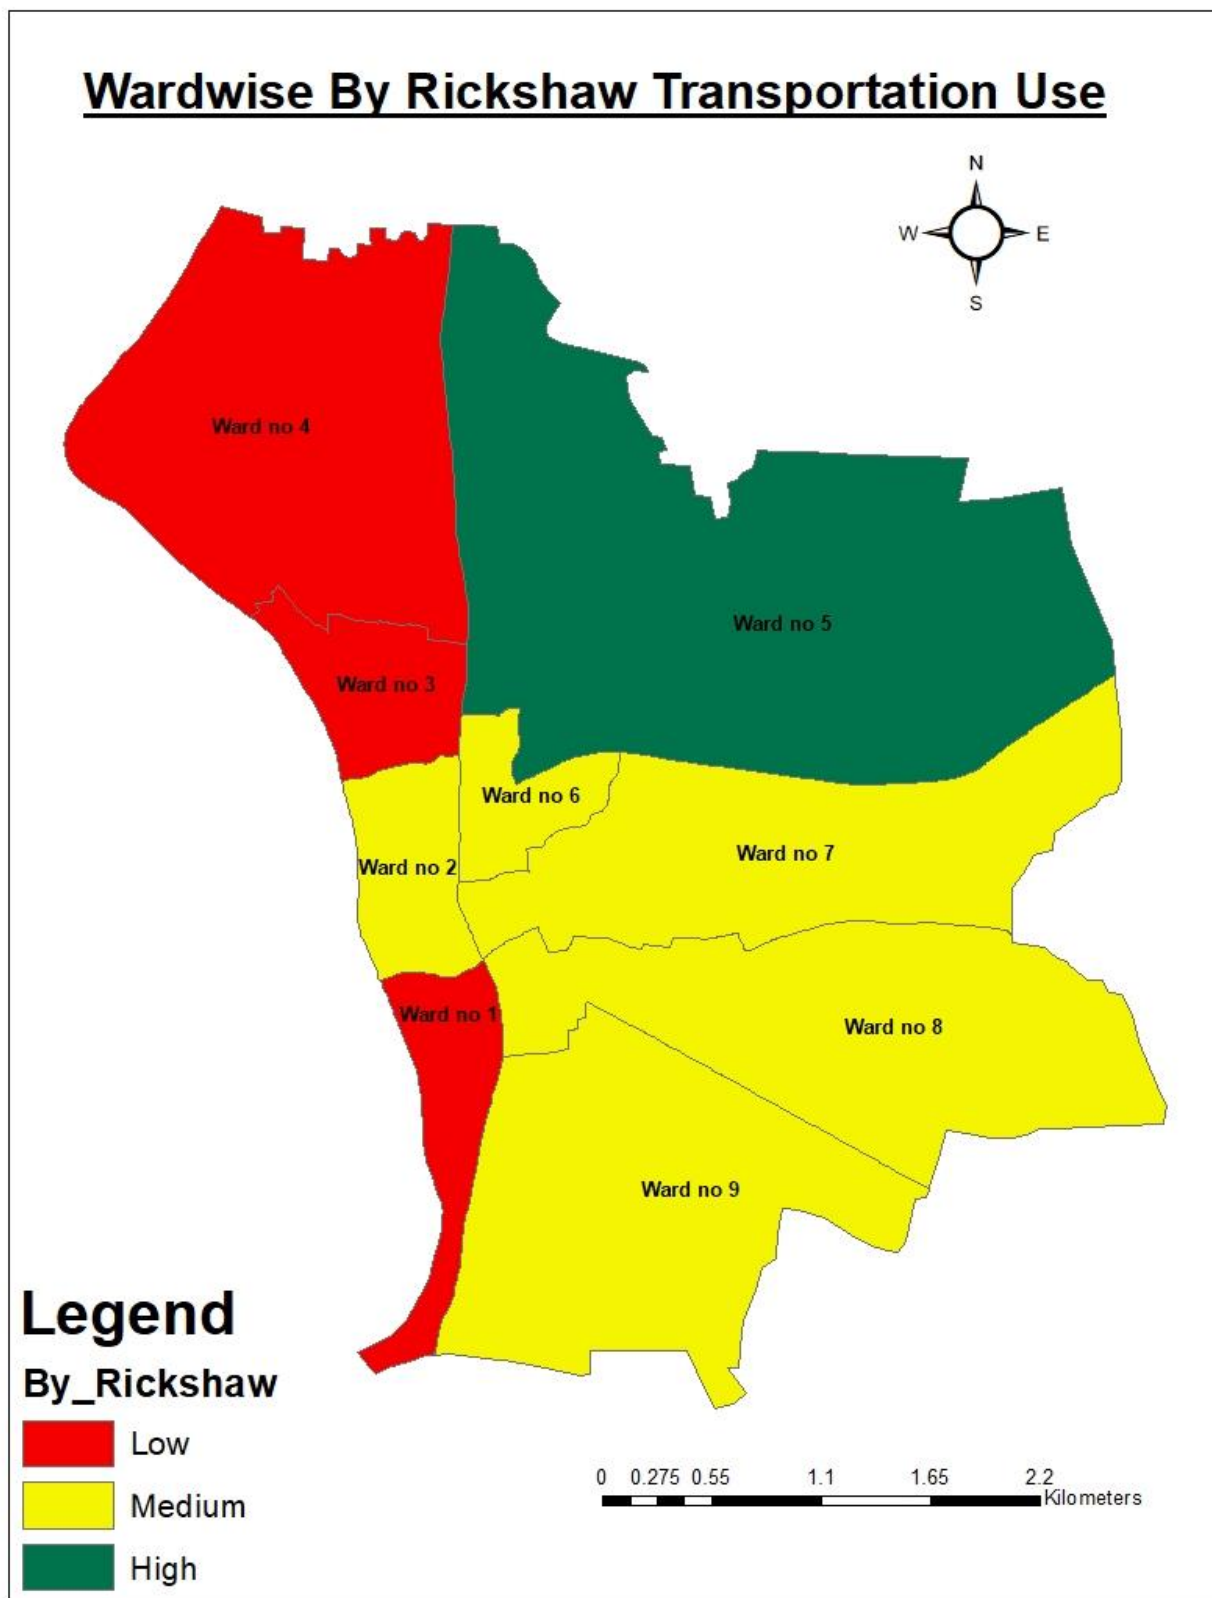 Wardwise By Rickshaw Transportation Use
N
W E
S
Ward no 4
Ward no 5
Ward no 3
Ward no 6
Ward no 7
Ward no 2
Ward no 1
Ward no 8
Ward no 9
Legend
By_Rickshaw
Low
Medium
High
0 0.275 0.55 1.1 1.65 2.2
Kilometers